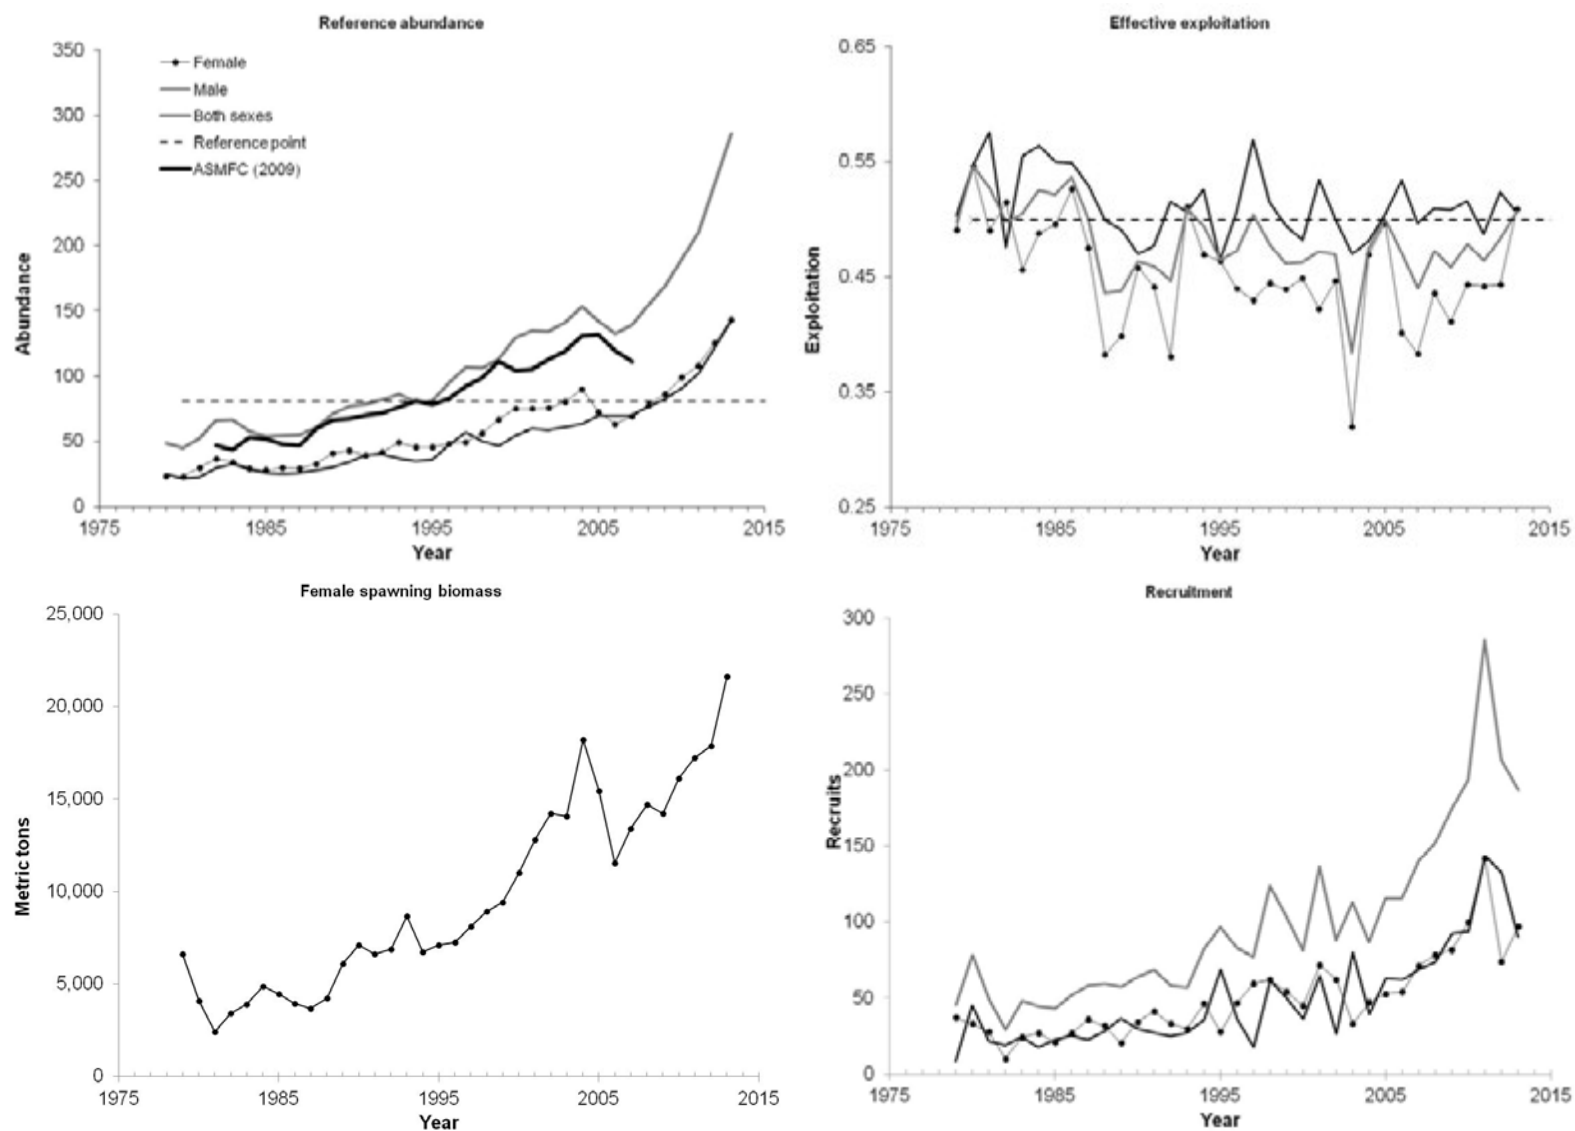 Reference abundance
350
300
250
200
150
100
50
0
Abundance
Female
Male
Both sexes
Reference point
ASMFC (2009)
1975 1985 1995 2005 2015
Year
Effective exploitation
0.65
0.55
0.45
0.35
0.25
Exploitation
1975 1985 1995 2005 2015
Year
Female spawning biomass
25,000
20,000
15,000
10,000
5,000
0
Metric tons
1975 1985 1995 2005 2015
Year
Recruitment
300
250
200
150
100
50
0
Recruits
1975 1985 1995 2005 2015
Year